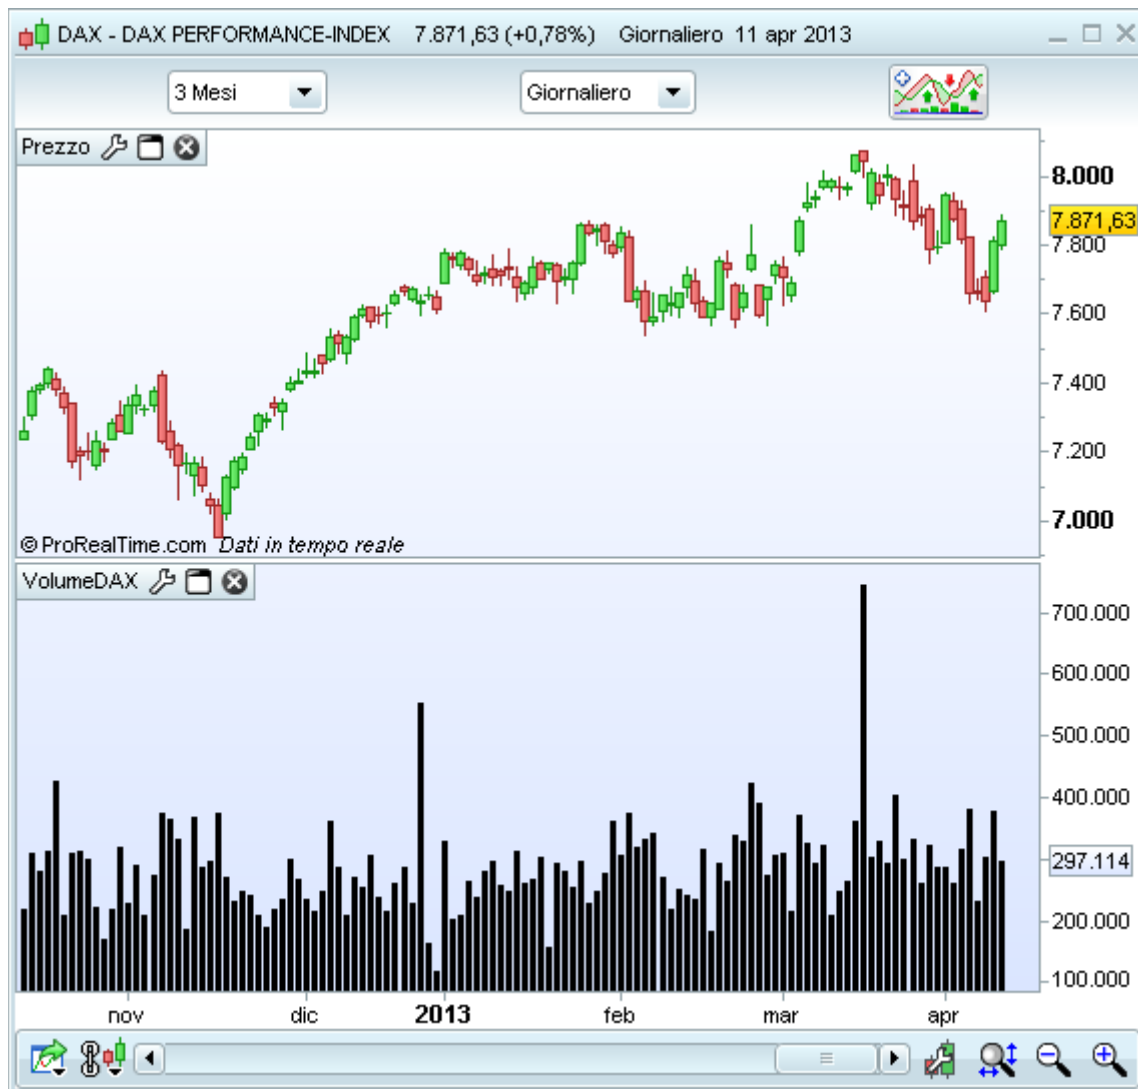 DAX - DAX PERFORMANCE-INDEX 7.871,63 (+0,78%) Giornaliero 11 apr 2013
3 Mesi Giornaliero
Prezzo
8.000
7.871,63
7.800
7.600
7.400
7.200
7.000
© ProRealTime.com Dati in tempo reale
VolumeDAX
700.000
600.000
500.000
400.000
297.114
200.000
100.000
nov dic 2013 feb mar apr